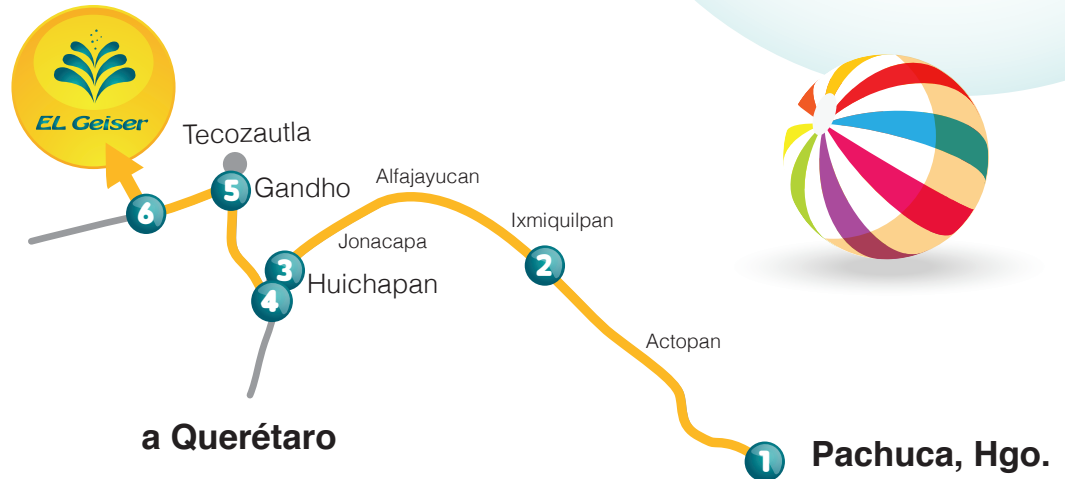 EL Geiser
Tecozautla
5 Gandho
Alfajayucan
6
Ixmiquilpan
Jonacapa
3
2
Huichapan
4
Actopan
a Querétaro
1 Pachuca, Hgo.